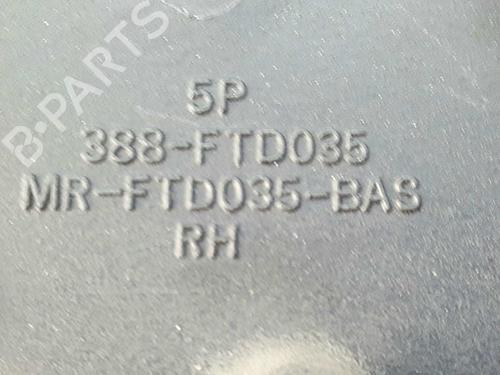 B-PARTS
5P
388-FTD035
MR-FTD035-BAS
RH